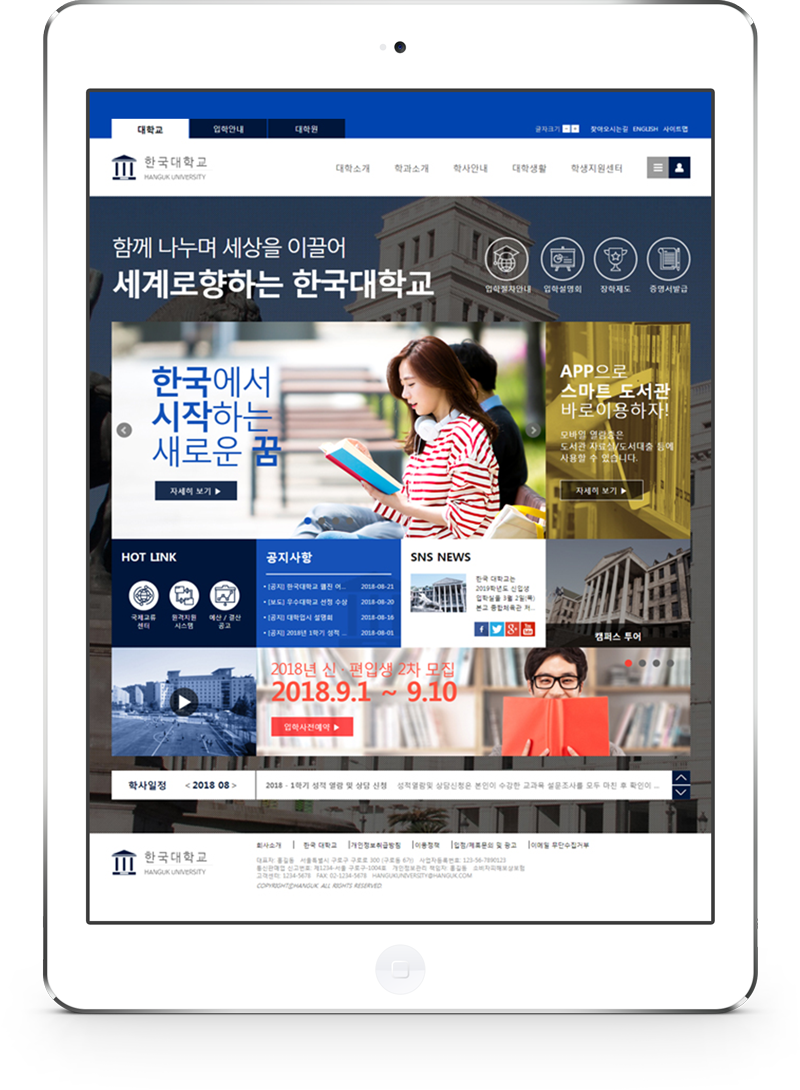 대학교
입학안내
대학원
글자크기
찾아오시는길 ENGLISH 사이트맵
한국대학교
HANGUK UNIVERSITY
대학소개
학과소개
학사안내
대학생활
학생지원센터
함께 나누며 세상을 이끌어
세계로향하는 한국대학교
입학절차안내
입학설명회
장학제도
증명서발급
한국에서
시작하는
새로운 꿈
자세히 보기 ▶
APP으로
스마트 도서관
바로이용하자!
모바일 열람증은
도서관 자료실/도서대출 등에
사용할 수 있습니다.
자세히 보기 ▶
HOT LINK
국제교류
센터
원격지원
시스템
예산 / 결산
공고
공지사항
• [공지] 한국대학교 웹진 여... 2018-08-21
• [보도] 우수대학교 선정 수상 2018-08-20
• [공지] 대학입시 설명회 2018-08-16
• [공지] 2018년 1학기 성적 ... 2018-08-01
SNS NEWS
한국 대학교는
2019학년도 신입생
입학실을 3월 2일(목)
본교 종합체육관 저...
You Tube
캠퍼스 투어
2018년 신 · 편입생 2차 모집
2018.9.1 ~ 9.10
입학사전예약 ▶
학사일정 < 2018 08 >
2018 - 1학기 성적 열람 및 상담 신청 성적열람및 상담신청은 본인이 수강한 교과목 설문조사를 모두 마친 후 확인이 ...
한국대학교
HANGUK UNIVERSITY
회사소개 | 한국 대학교 |개인정보취급방침 |이용정책 |입점/제휴문의 및 광고 |이메일 무단수집거부
대표자: 홍길동 서울특별시 구로구 구로로 300 (구로동 6가) 사업자등록번호: 123-56-7890123
통신판매업 신고번호: 제1234-서울 구로구-1004호 개인정보관리 책임자: 홍길동 소비자피해보상보험
고객센터: 1234-5678 FAX: 02-1234-5678 HANGUKUNIVERSITY@HANGUK.COM
COPYRIGHTⓒHANGUK. ALL RIGHTS RESERVED.